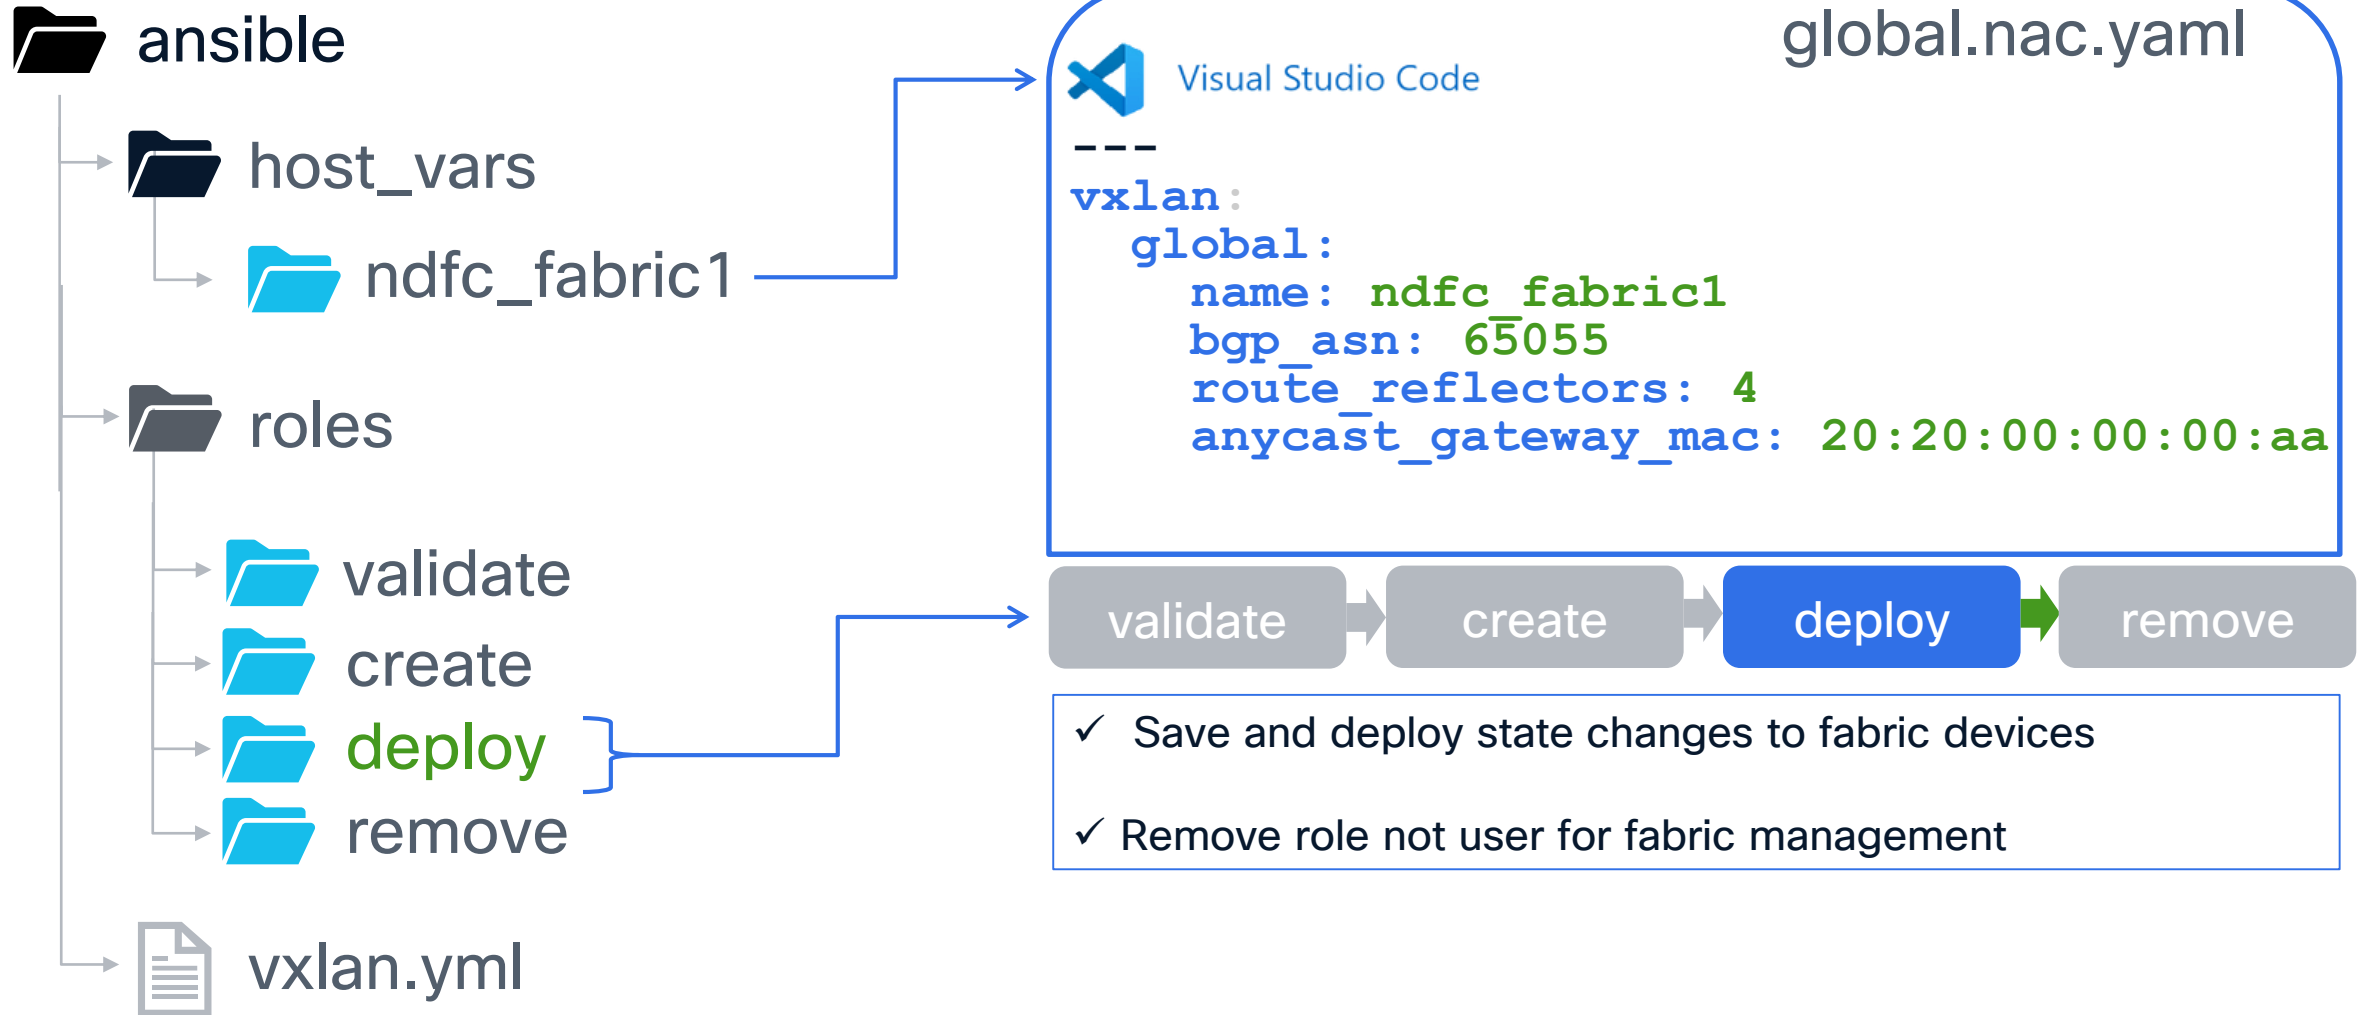 ansible
host_vars
ndfc_fabric1
roles
validate
create
deploy
remove
vxlan.yml
global.nac.yaml
Visual Studio Code
---
vxlan:
global:
name: ndfc_fabric1
bgp_asn: 65055
route_reflectors: 4
anycast_gateway_mac: 20:20:00:00:00:aa
validate
create
deploy
remove
✓ Save and deploy state changes to fabric devices
✓ Remove role not user for fabric management